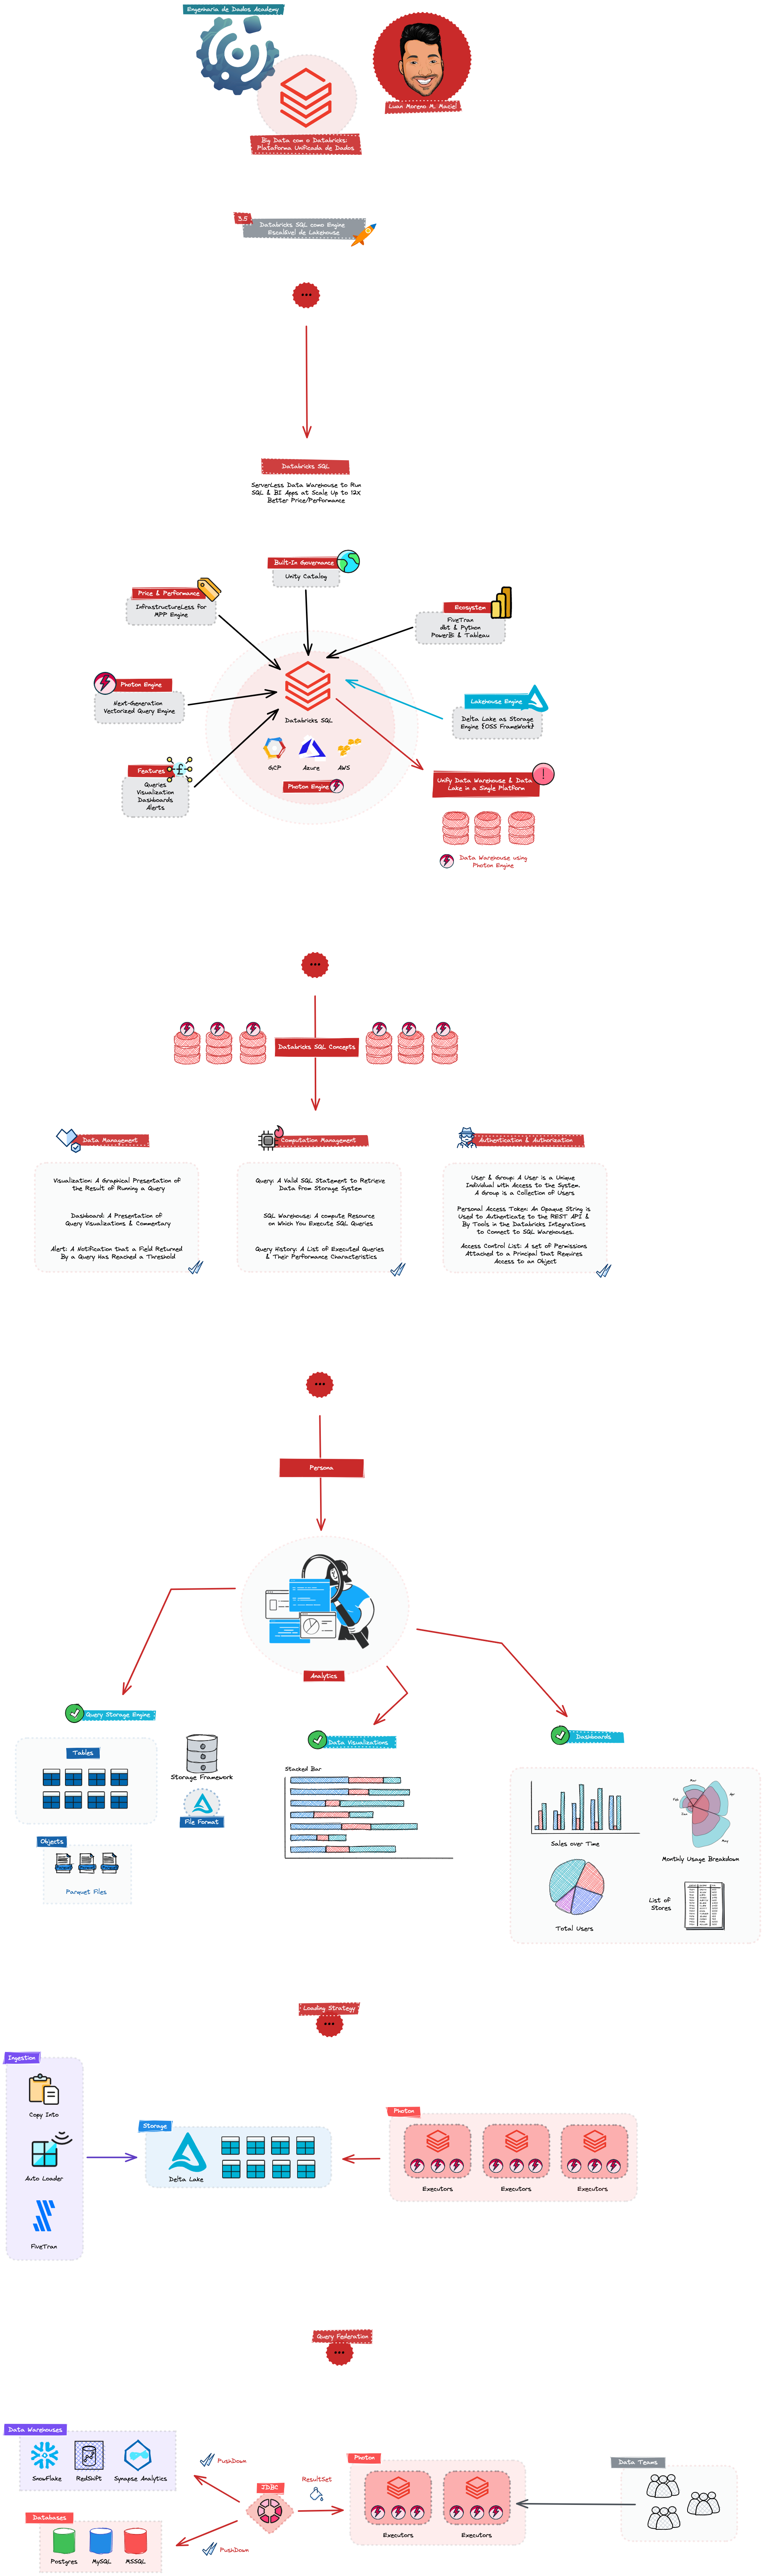 Engenharia de Dados Academy
Luan Moreno M. Maciel
Big Data com o Databricks:
Plataforma Unificada de Dados
3.5
Databricks SQL como Engine
Escalável de Lakehouse
Databricks SQL
ServerLess Data Warehouse to Run
SQL & BI Apps at Scale Up to 12X
Better Price/Performance
Built-In Governance
Unity Catalog
Price & Performance
InfrastructureLess for
MPP Engine
Ecosystem
FiveTran
dbt & Python
PowerBi & Tableau
Photon Engine
Next-Generation
Vectorized Query Engine
Lakehouse Engine
Delta Lake as Storage
Engine {OSS FrameWork}
Databricks SQL
GCP
Azure
AWS
Photon Engine
Features
Queries
Visualization
Dashboards
Alerts
Unify Data Warehouse & Data
Lake in a Single Platform
Data Warehouse using
Photon Engine
Databricks SQL Concepts
Data Management
Visualization: A Graphical Presentation of
the Result of Running a Query
Dashboard: A Presentation of
Query Visualizations & Commentary
Alert: A Notification that a Field Returned
By a Query Has Reached a Threshold
Computation Management
Query: A Valid SQL Statement to Retrieve
Data from Storage System
SQL Warehouse: A compute Resource
on Which You Execute SQL Queries
Query History: A List of Executed Queries
& Their Performance Characteristics
Authentication & Authorization
User & Group: A User is a Unique
Individual with Access to the System.
A Group is a Collection of Users
Personal Access Token: An Opaque String is
Used to Authenticate to the REST API &
By Tools in the Databricks Integrations
to Connect to SQL Warehouses.
Access Control List: A set of Permissions
Attached to a Principal that Requires
Access to an Object
Persona
Analytics
Query Storage Engine
Tables
Storage Framework
File Format
Objects
Parquet Files
Data Visualizations
Stacked Bar
Dashboards
Sales over Time
Monthly Usage Breakdown
Apr
May
Total Users
List of
Stores
Loading Strategy
Ingestion
Copy Into
Auto Loader
FiveTran
Storage
Delta Lake
Photon
Executors
Executors
Executors
Query Federation
Data Warehouses
SnowFlake
RedShift
Synapse Analytics
Databases
Postgres
MySQL
MSSQL
PushDown
PushDown
JDBC
ResultSet
Photon
Executors
Executors
Data Teams